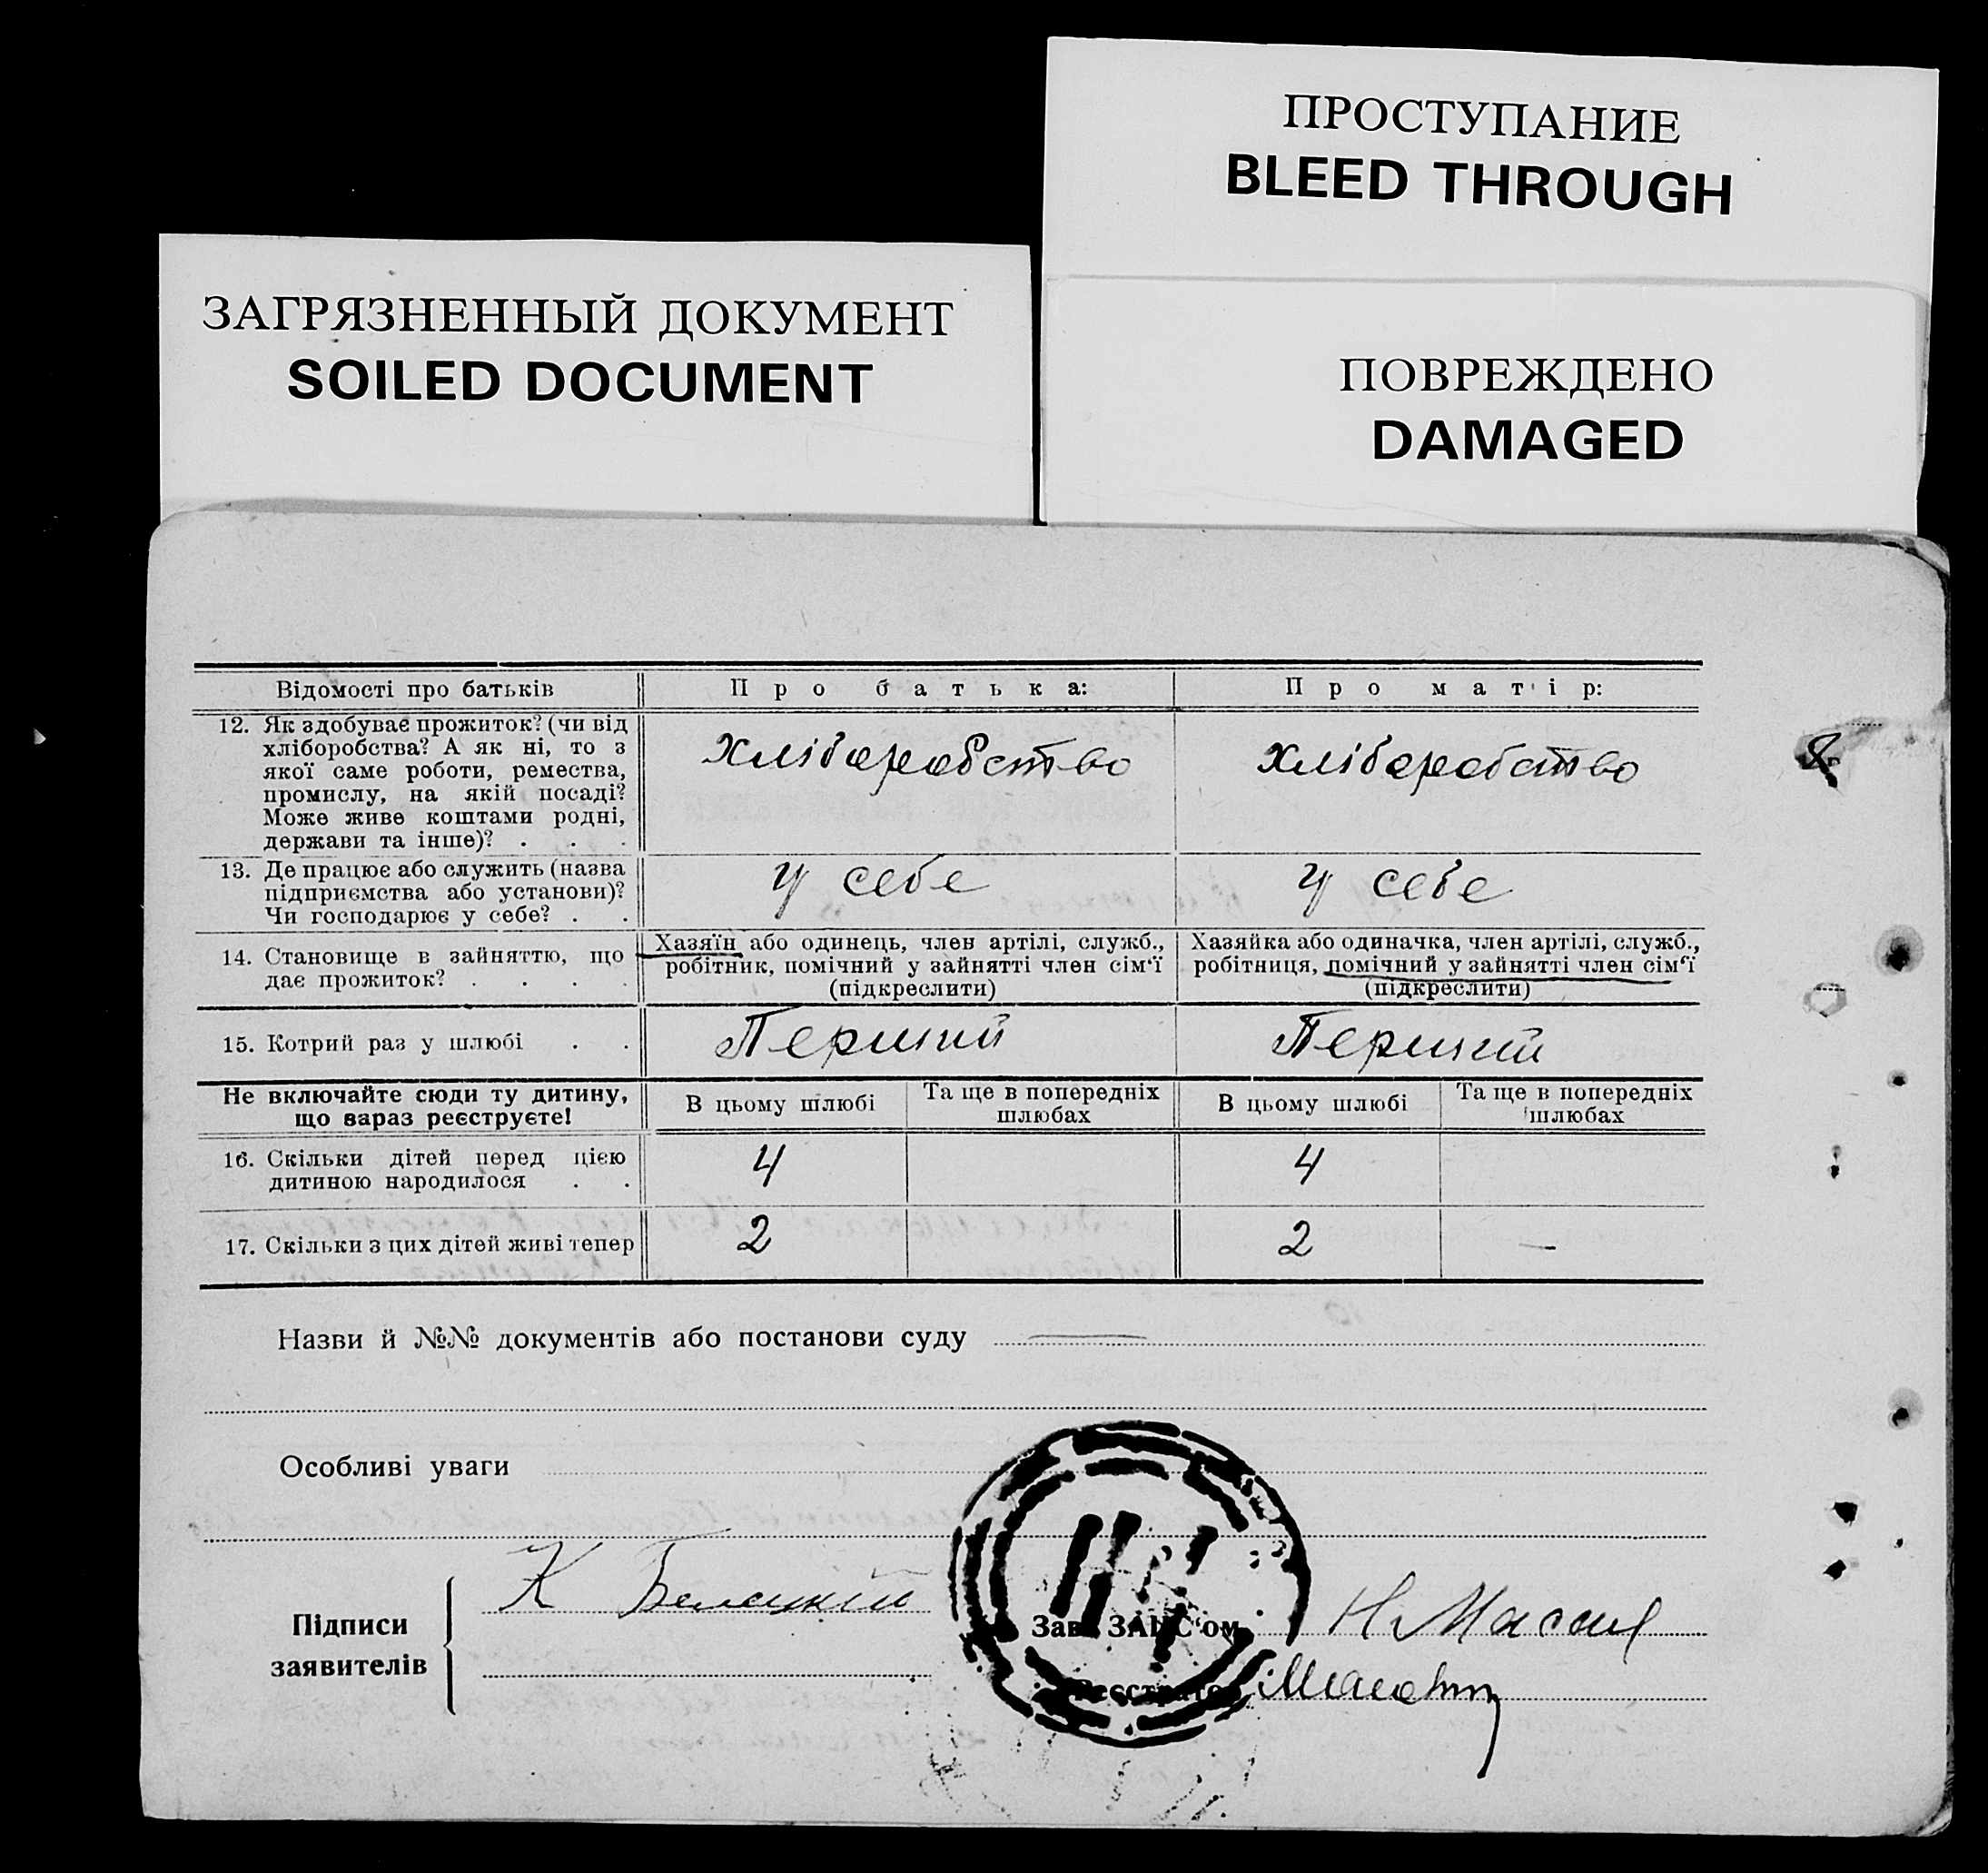 ПРОСТУПАНИЕ
BLEED THROUGH
ЗАГРЯЗНЕННЫЙ ДОКУМЕНТ
SOILED DOCUMENT
ПОВРЕЖДЕНО
DAMAGED
Відомості про батьків
Про батька:
Про матір:
12. Як здобуває прожиток? (чи від
хліборобства? А як ні, то з
якої саме роботи, ремества,
промислу, на якій посаді?
Може живе коштами родні,
держави та інше)? . . .
Хліборобство
Хліборобство
13. Де працює або служить (назва
підприємства або установи)?
Чи господарює у себе? . .
У себе
У себе
14. Становище в зайняттю, що
дає прожиток? . . . .
Хазяїн або одинець, член артілі, служб.,
робітник, помічний у зайнятті член сім'ї
(підкреслити)
Хазяйка або одиначка, член артілі, служб.,
робітниця, помічний у зайнятті член сім'ї
(підкреслити)
15. Котрий раз у шлюбі . .
Перший
Перший
Не включайте сюди ту дитину,
що зараз реєструєте!
В цьому шлюбі
Та ще в попередніх
шлюбах
В цьому шлюбі
Та ще в попередніх
шлюбах
16. Скільки дітей перед цією
дитиною народилося . .
4
4
17. Скільки з цих дітей живі тепер
2
2
—
Назви й №№ документів або постанови суду —
Особливі уваги
Підписи
заявителів
К Белецкій
Зав. ЗАГС'ом
Реєстратор